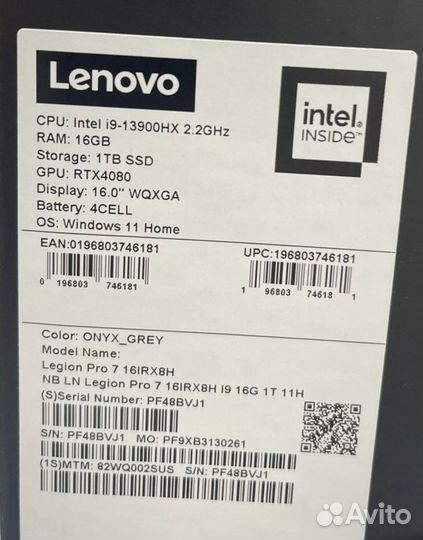 Lenovo
intel.
INSIDE™
CPU: Intel i9-13900HX 2.2GHz
RAM: 16GB
Storage: 1TB SSD
GPU: RTX4080
Display: 16.0" WQXGA
Battery: 4CELL
OS: Windows 11 Home
EAN:0196803746181 UPC:196803746181
0 196803 746181 1 96803 74618 1
Color: ONYX_GREY
Model Name:
Legion Pro 7 16IRX8H
NB LN Legion Pro 7 16IRX8H I9 16G 1T 11H
(S)Serial Number: PF48BVJ1
S/N: PF48BVJ1 MO: PF9XB3130261
(1S)MTM: 82WQ002SUS S/N: PF48BVJ1
Avito